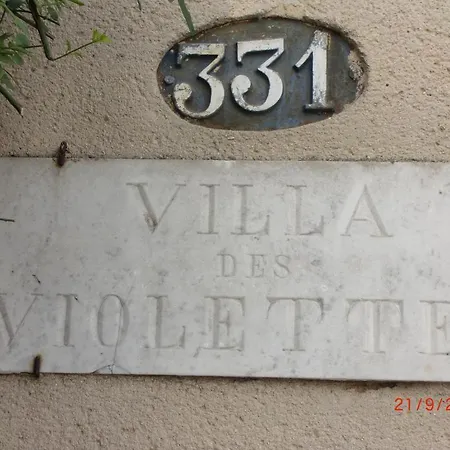 331
VILLA
DES
VIOLETTE
21/9/2